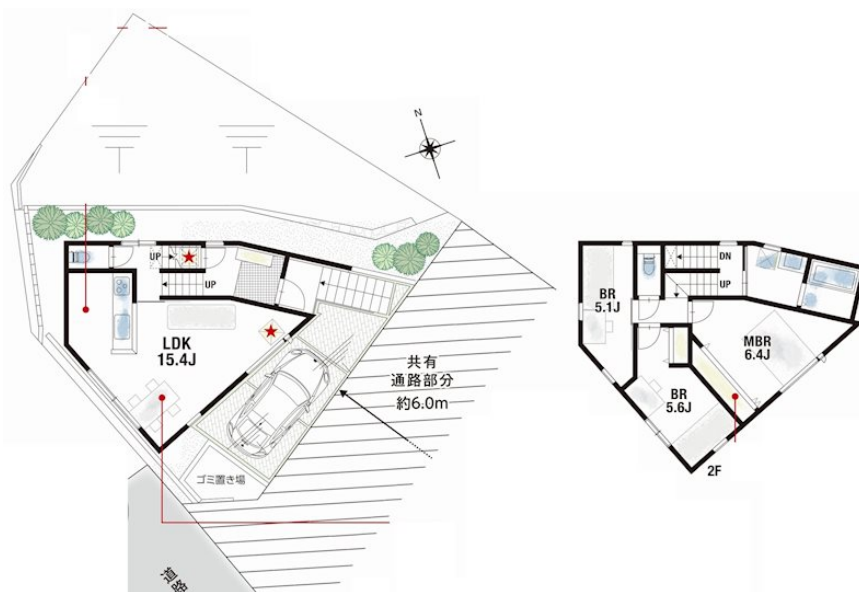 N
UP
UP
LDK
15.4J
共有
通路部分
約6.0m
ゴミ置き場
道路
BR
5.1J
DN
UP
MBR
6.4J
BR
5.6J
2F